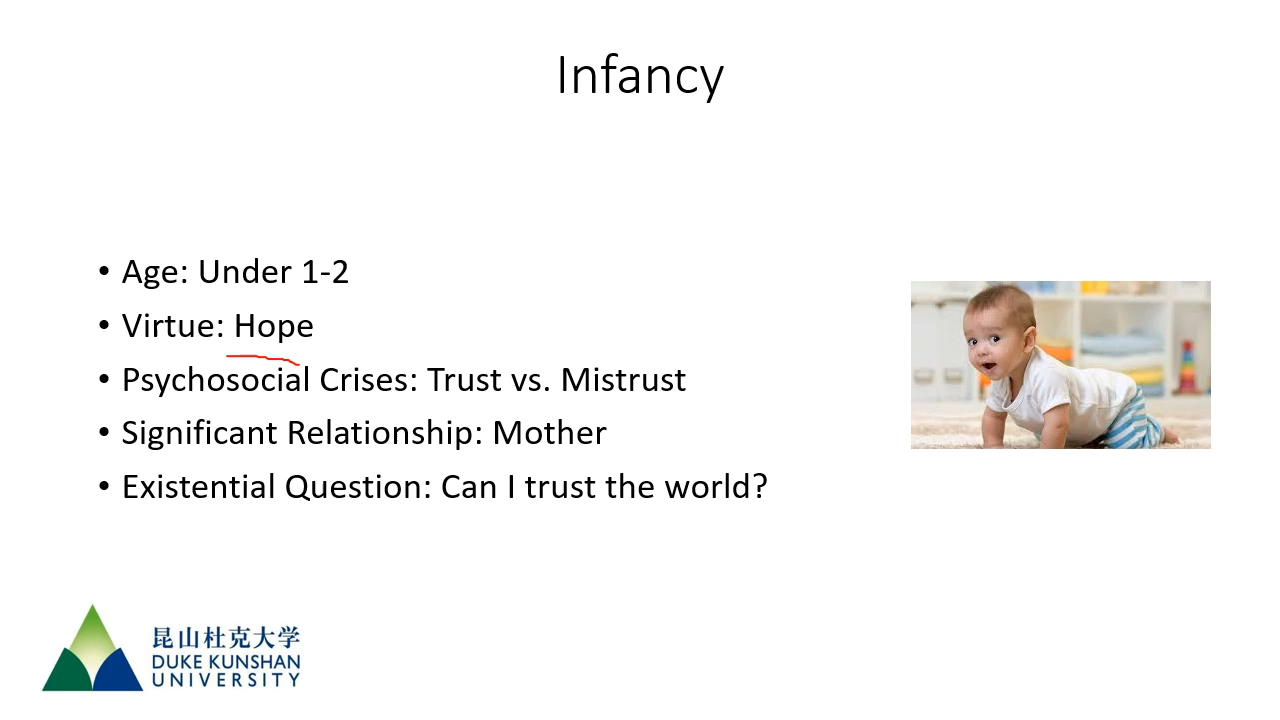 Infancy
• Age: Under 1-2
• Virtue: Hope
• Psychosocial Crises: Trust vs. Mistrust
• Significant Relationship: Mother
• Existential Question: Can I trust the world?
昆山杜克大学
DUKE KUNSHAN
UNIVERSITY